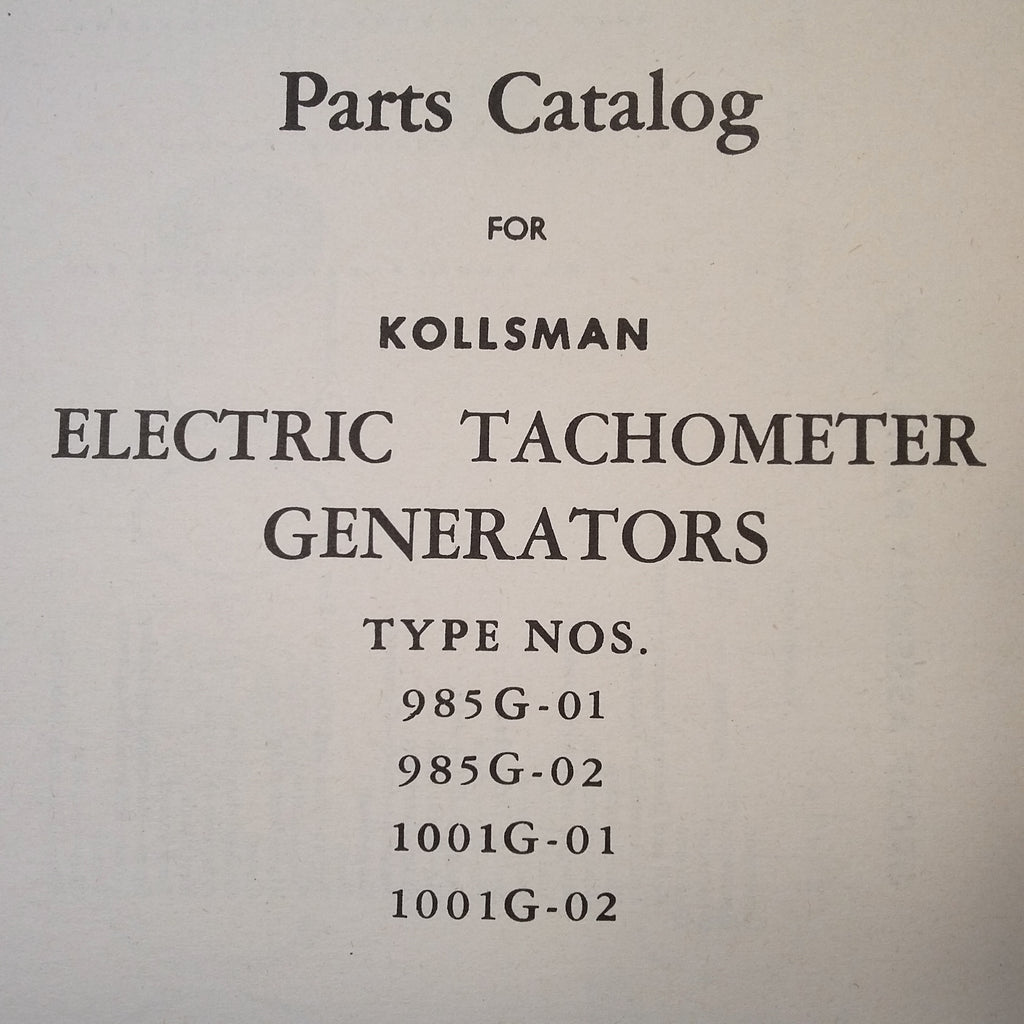 Parts Catalog
FOR
KOLLSMAN
ELECTRIC TACHOMETER
GENERATORS
TYPE NOS.
985G-01
985G-02
1001G-01
1001G-02